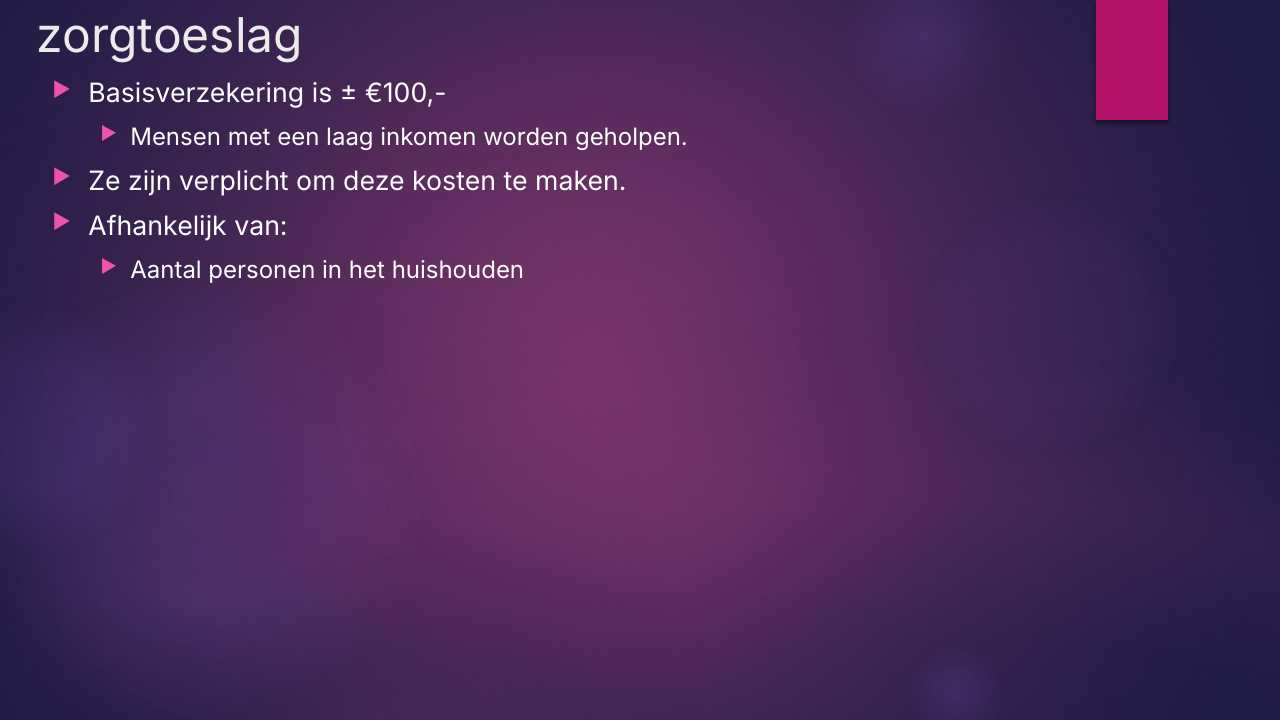 zorgtoeslag
Basisverzekering is ± €100,-
Mensen met een laag inkomen worden geholpen.
Ze zijn verplicht om deze kosten te maken.
Afhankelijk van:
Aantal personen in het huishouden